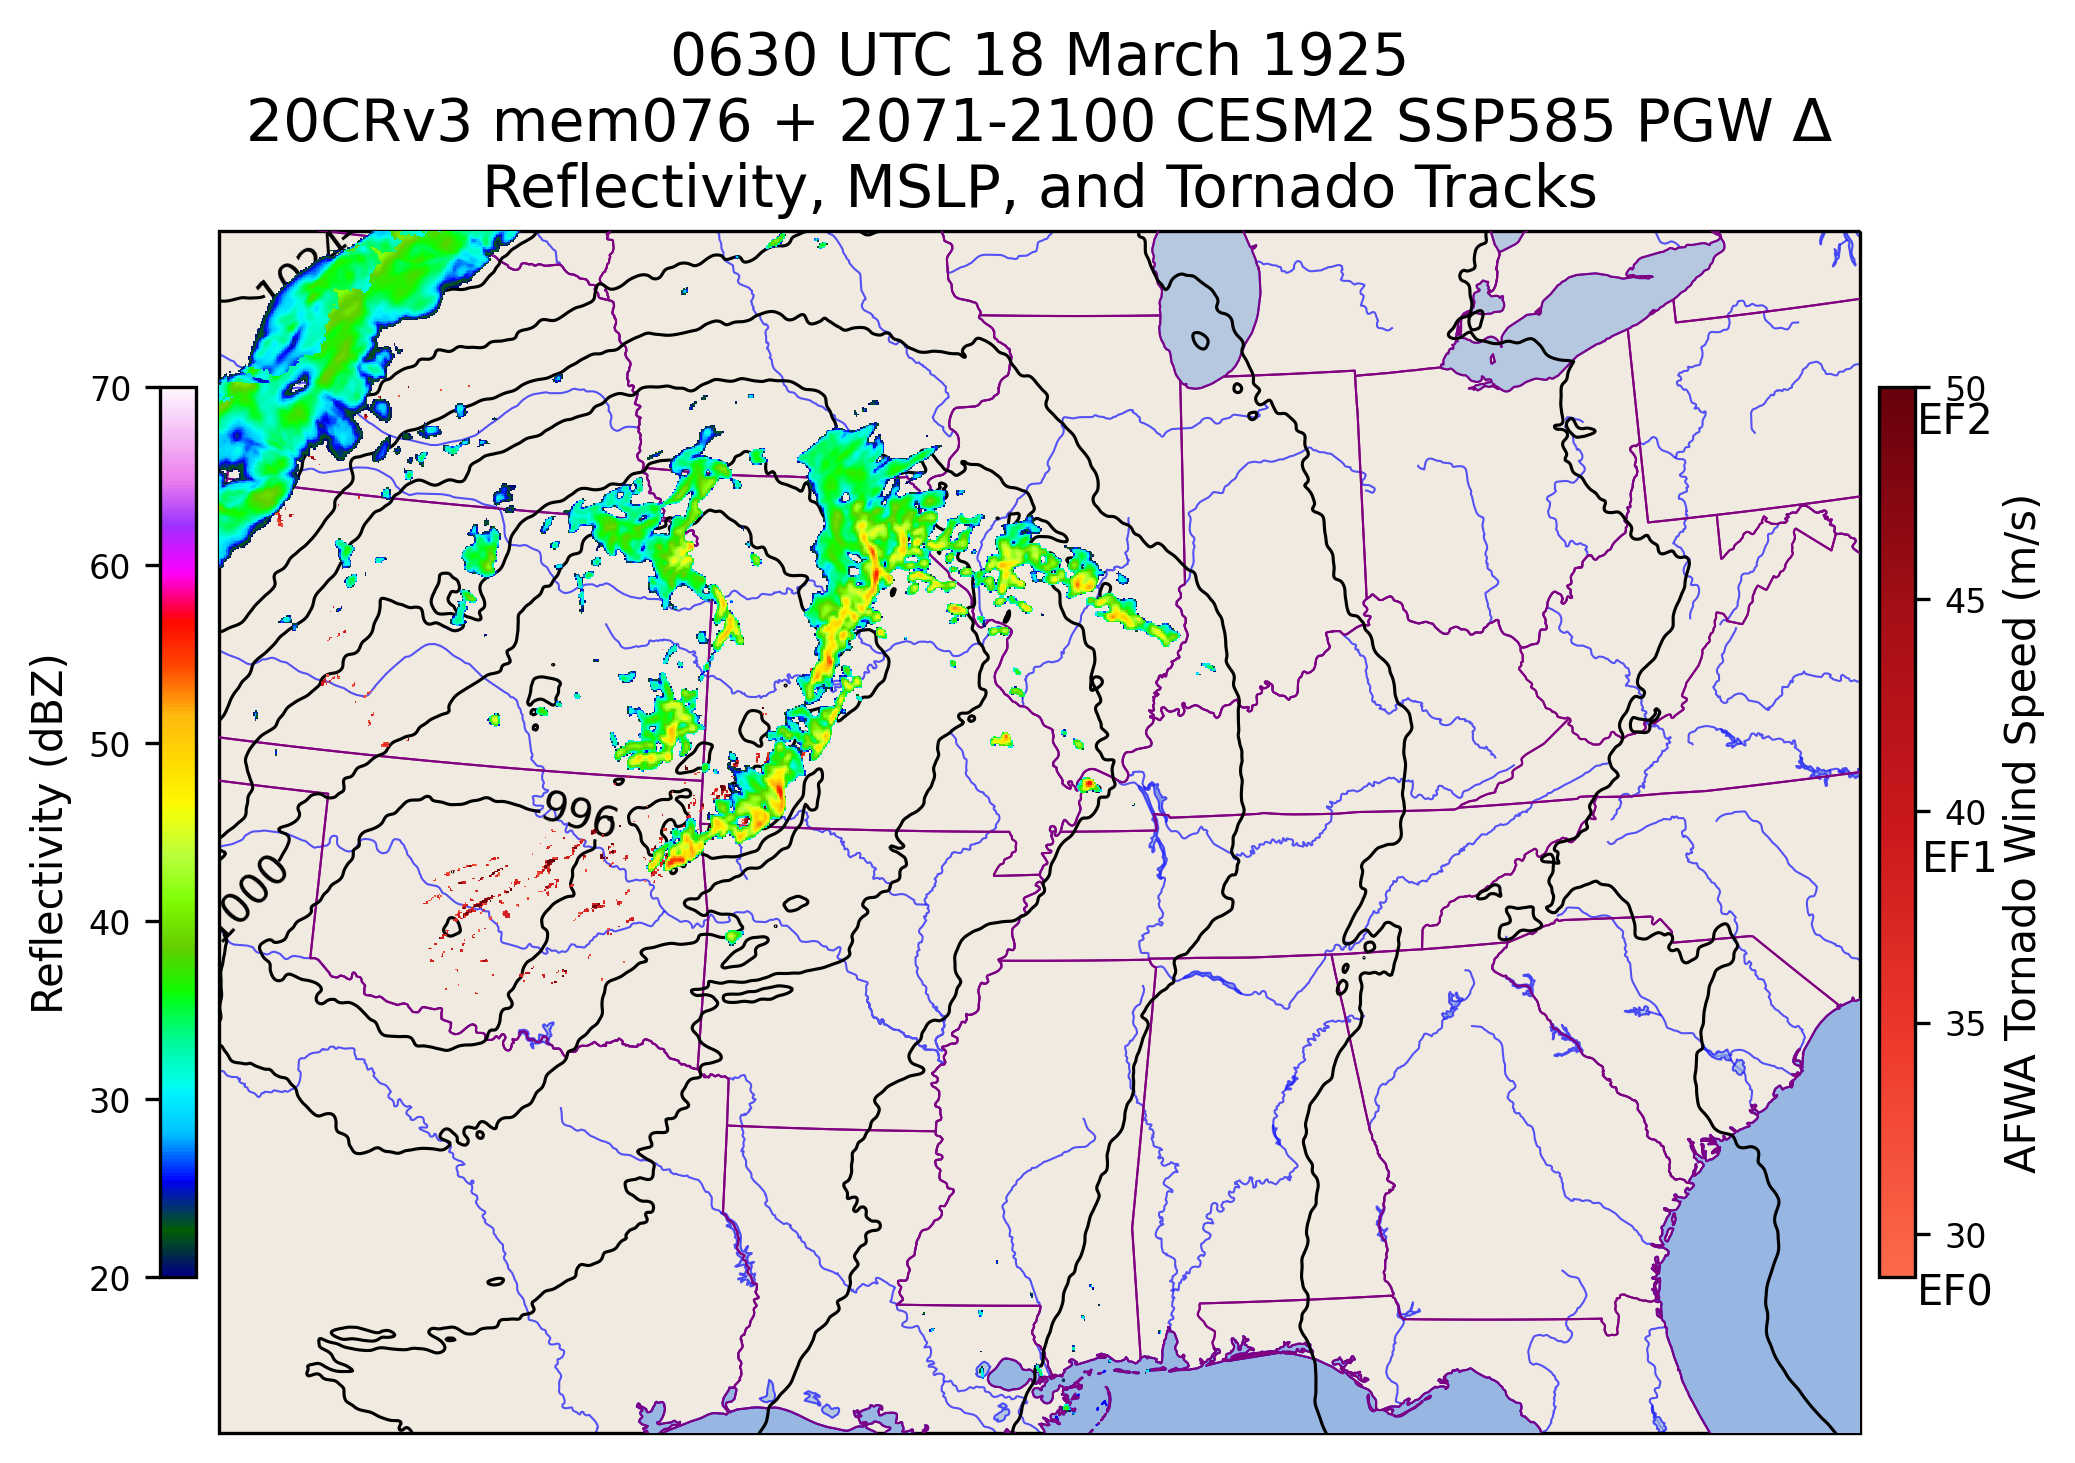 0630 UTC 18 March 1925
20CRv3 mem076 + 2071-2100 CESM2 SSP585 PGW Δ
Reflectivity, MSLP, and Tornado Tracks
1024
996
1000
70
60
50
40
30
20
Reflectivity (dBZ)
50
EF2
45
40
EF1
35
30
EF0
AFWA Tornado Wind Speed (m/s)